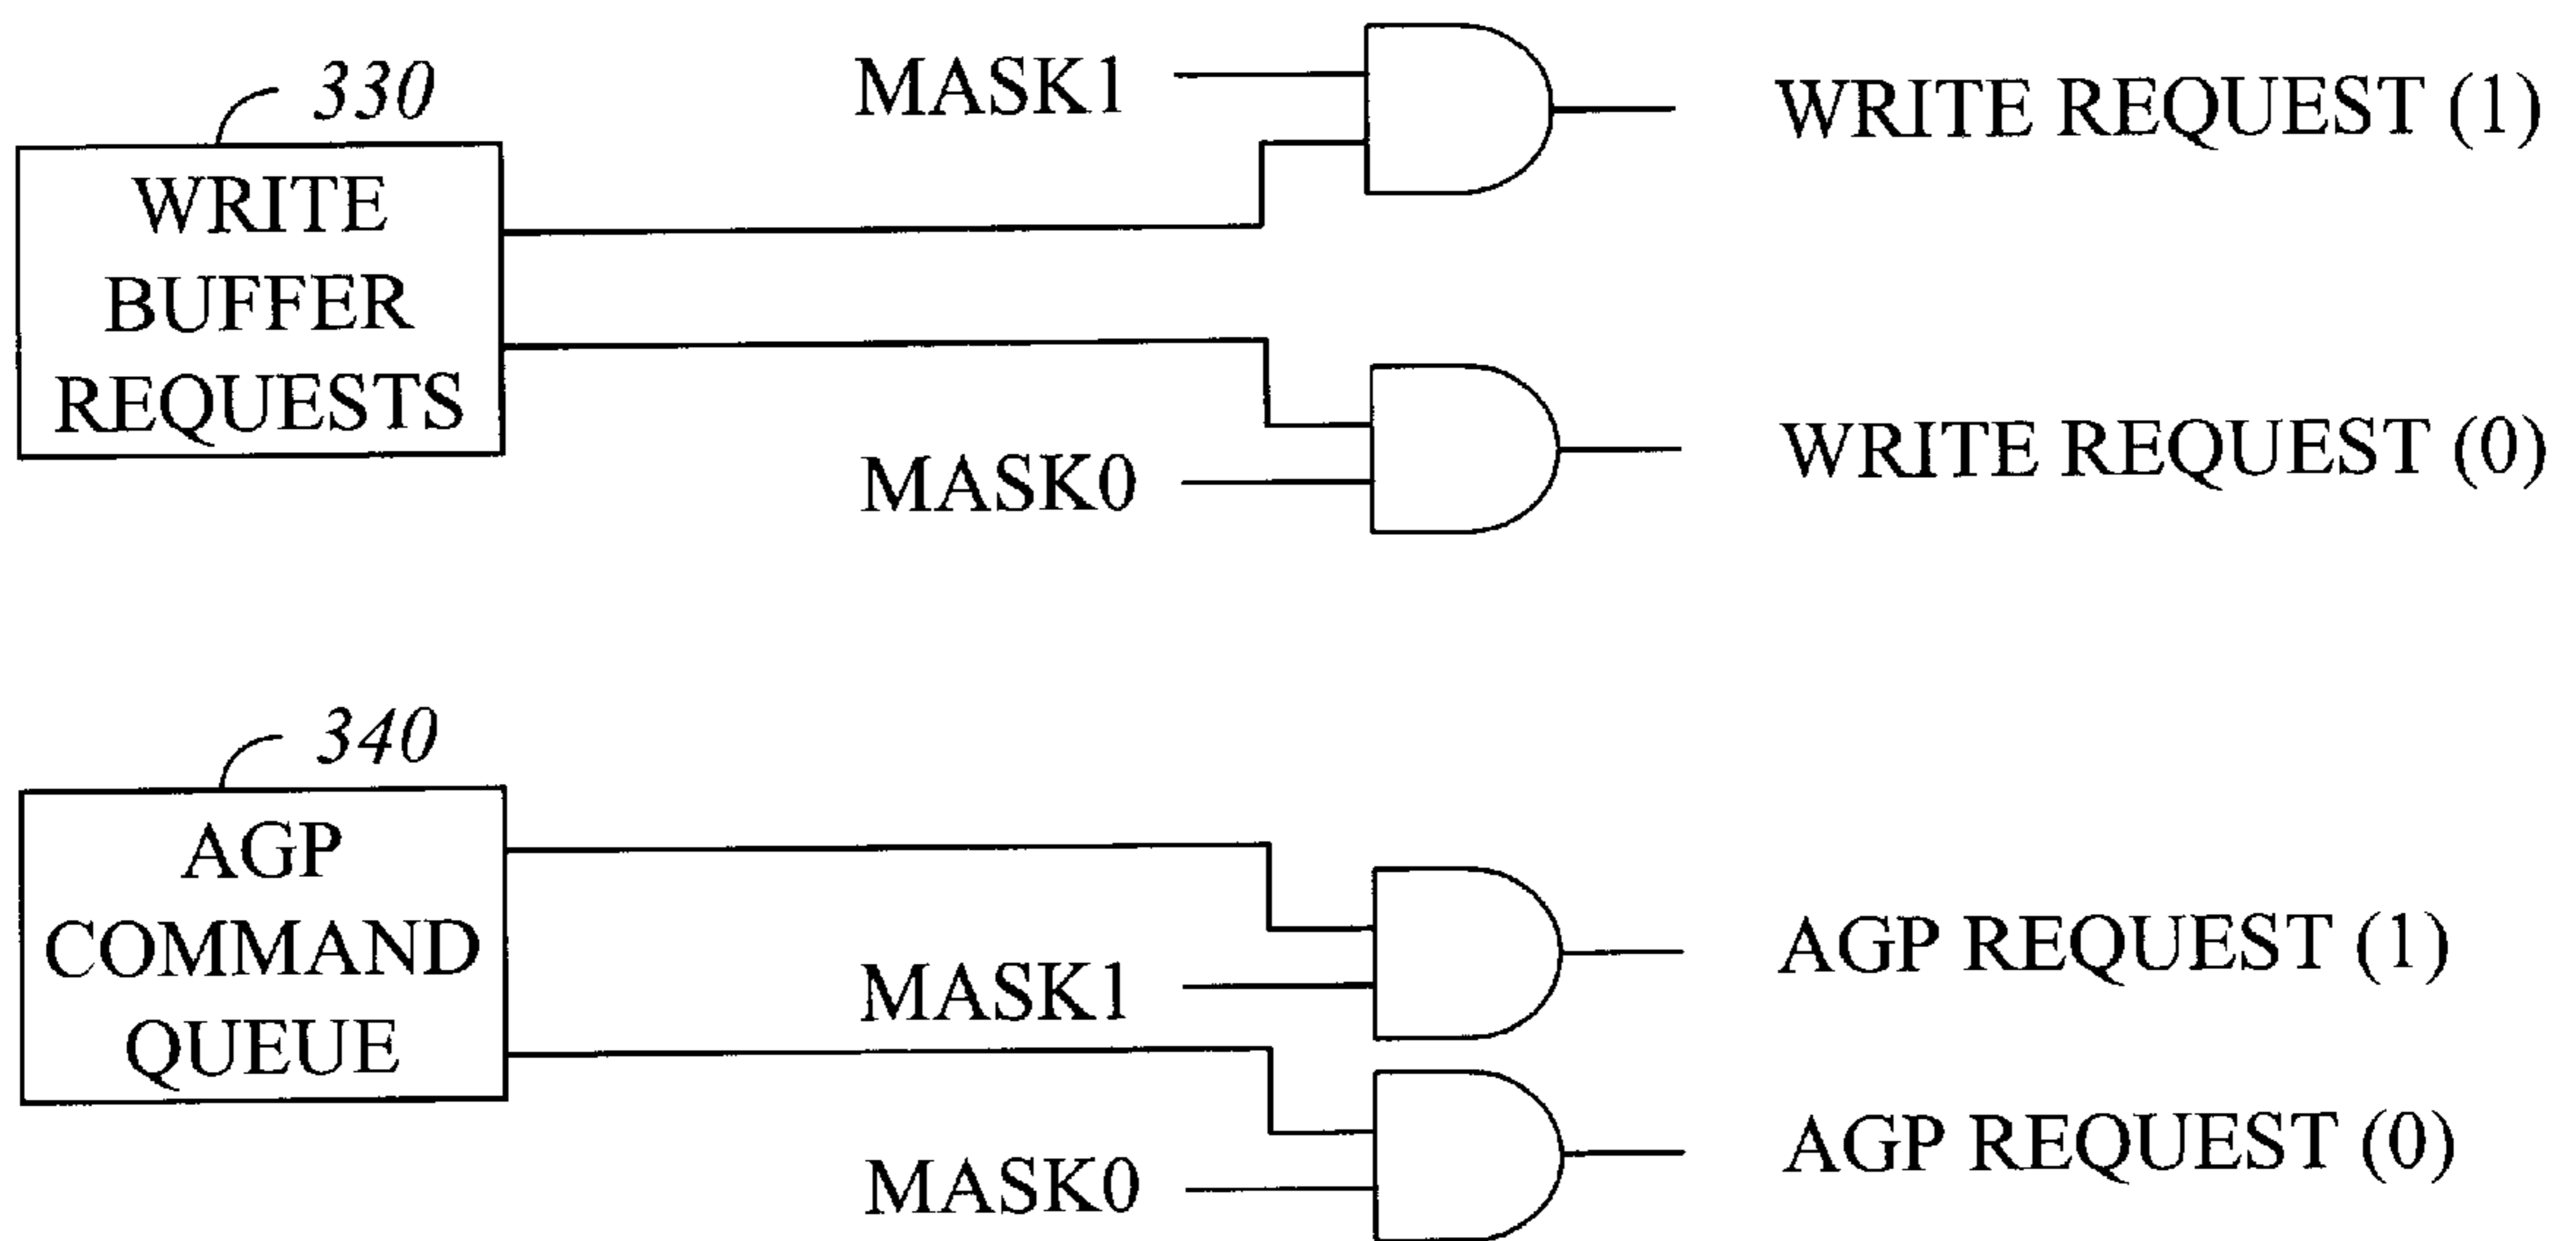 330
MASK1
WRITE REQUEST (1)
WRITE
BUFFER
REQUESTS
MASK0
WRITE REQUEST (0)
340
AGP
COMMAND
QUEUE
MASK1
AGP REQUEST (1)
MASK0
AGP REQUEST (0)